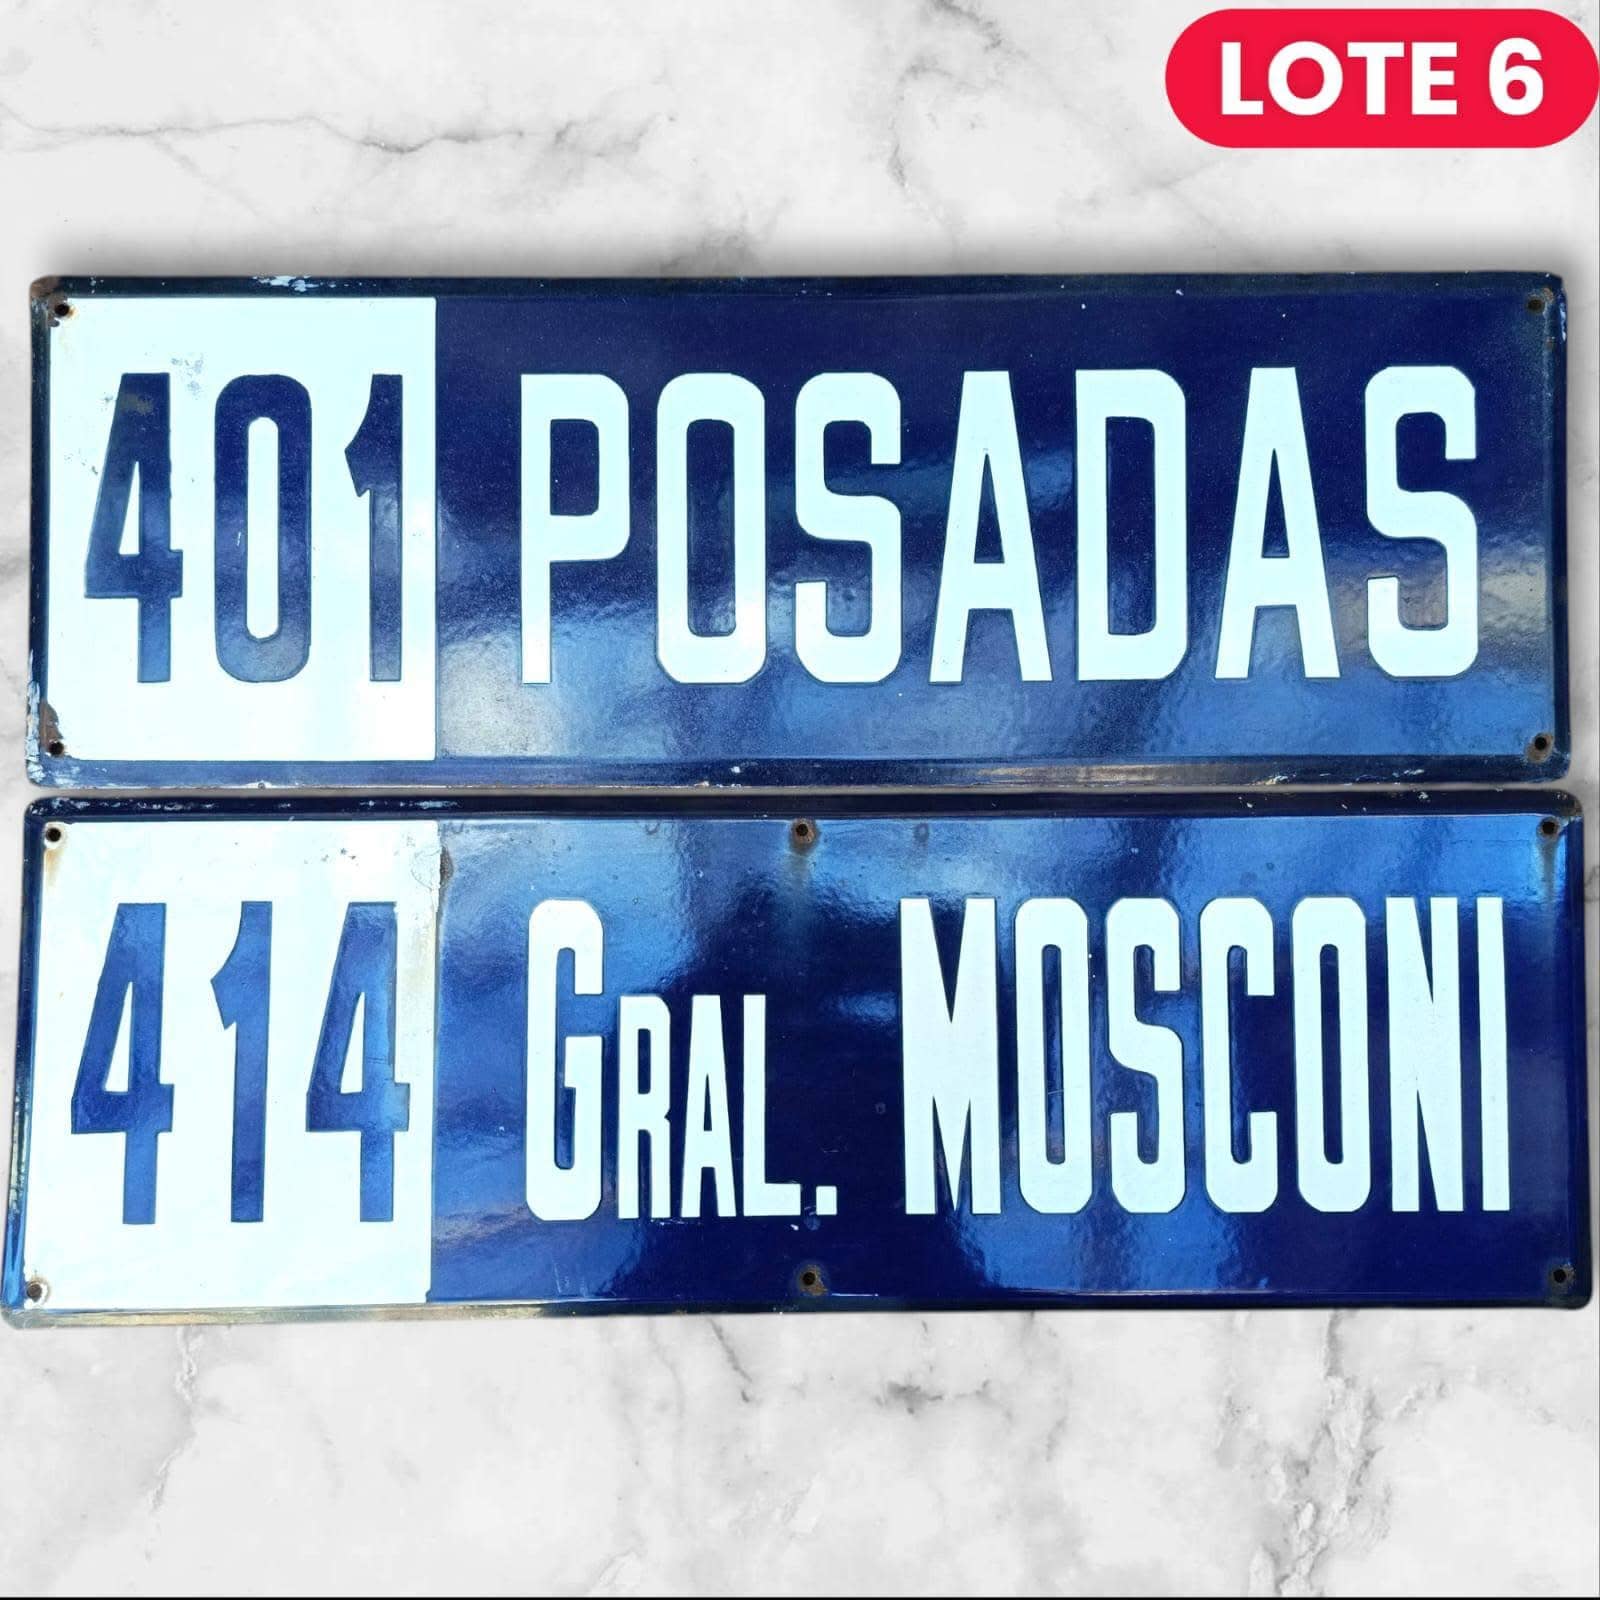 LOTE 6
401 POSADAS
414 GRAL. MOSCONI